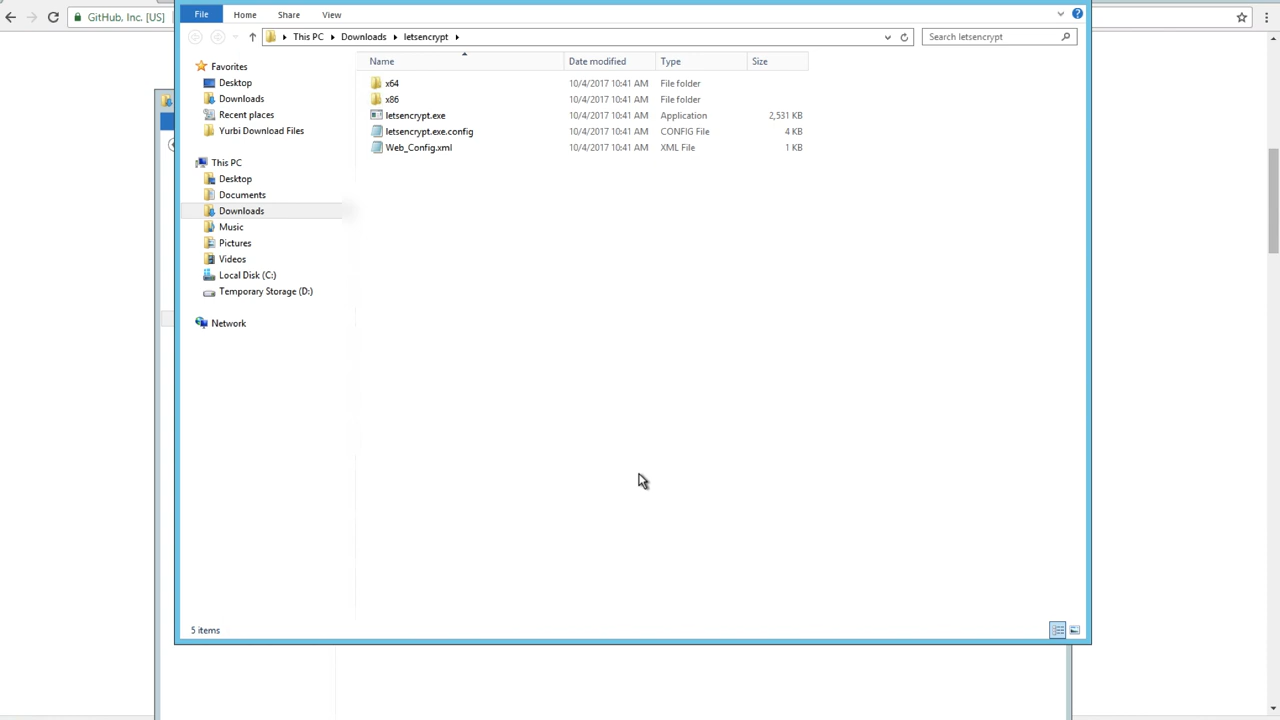 GitHub, Inc. [US]
File Home Share View
This PC Downloads letsencrypt Search letsencrypt
Name Date modified Type Size
Favorites
Desktop
Downloads
Recent places
Yurbi Download Files
This PC
Desktop
Documents
Downloads
Music
Pictures
Videos
Local Disk (C:)
Temporary Storage (D:)
Network
x64 10/4/2017 10:41 AM File folder
x86 10/4/2017 10:41 AM File folder
letsencrypt.exe 10/4/2017 10:41 AM Application 2,531 KB
letsencrypt.exe.config 10/4/2017 10:41 AM CONFIG File 4 KB
Web_Config.xml 10/4/2017 10:41 AM XML File 1 KB
5 items